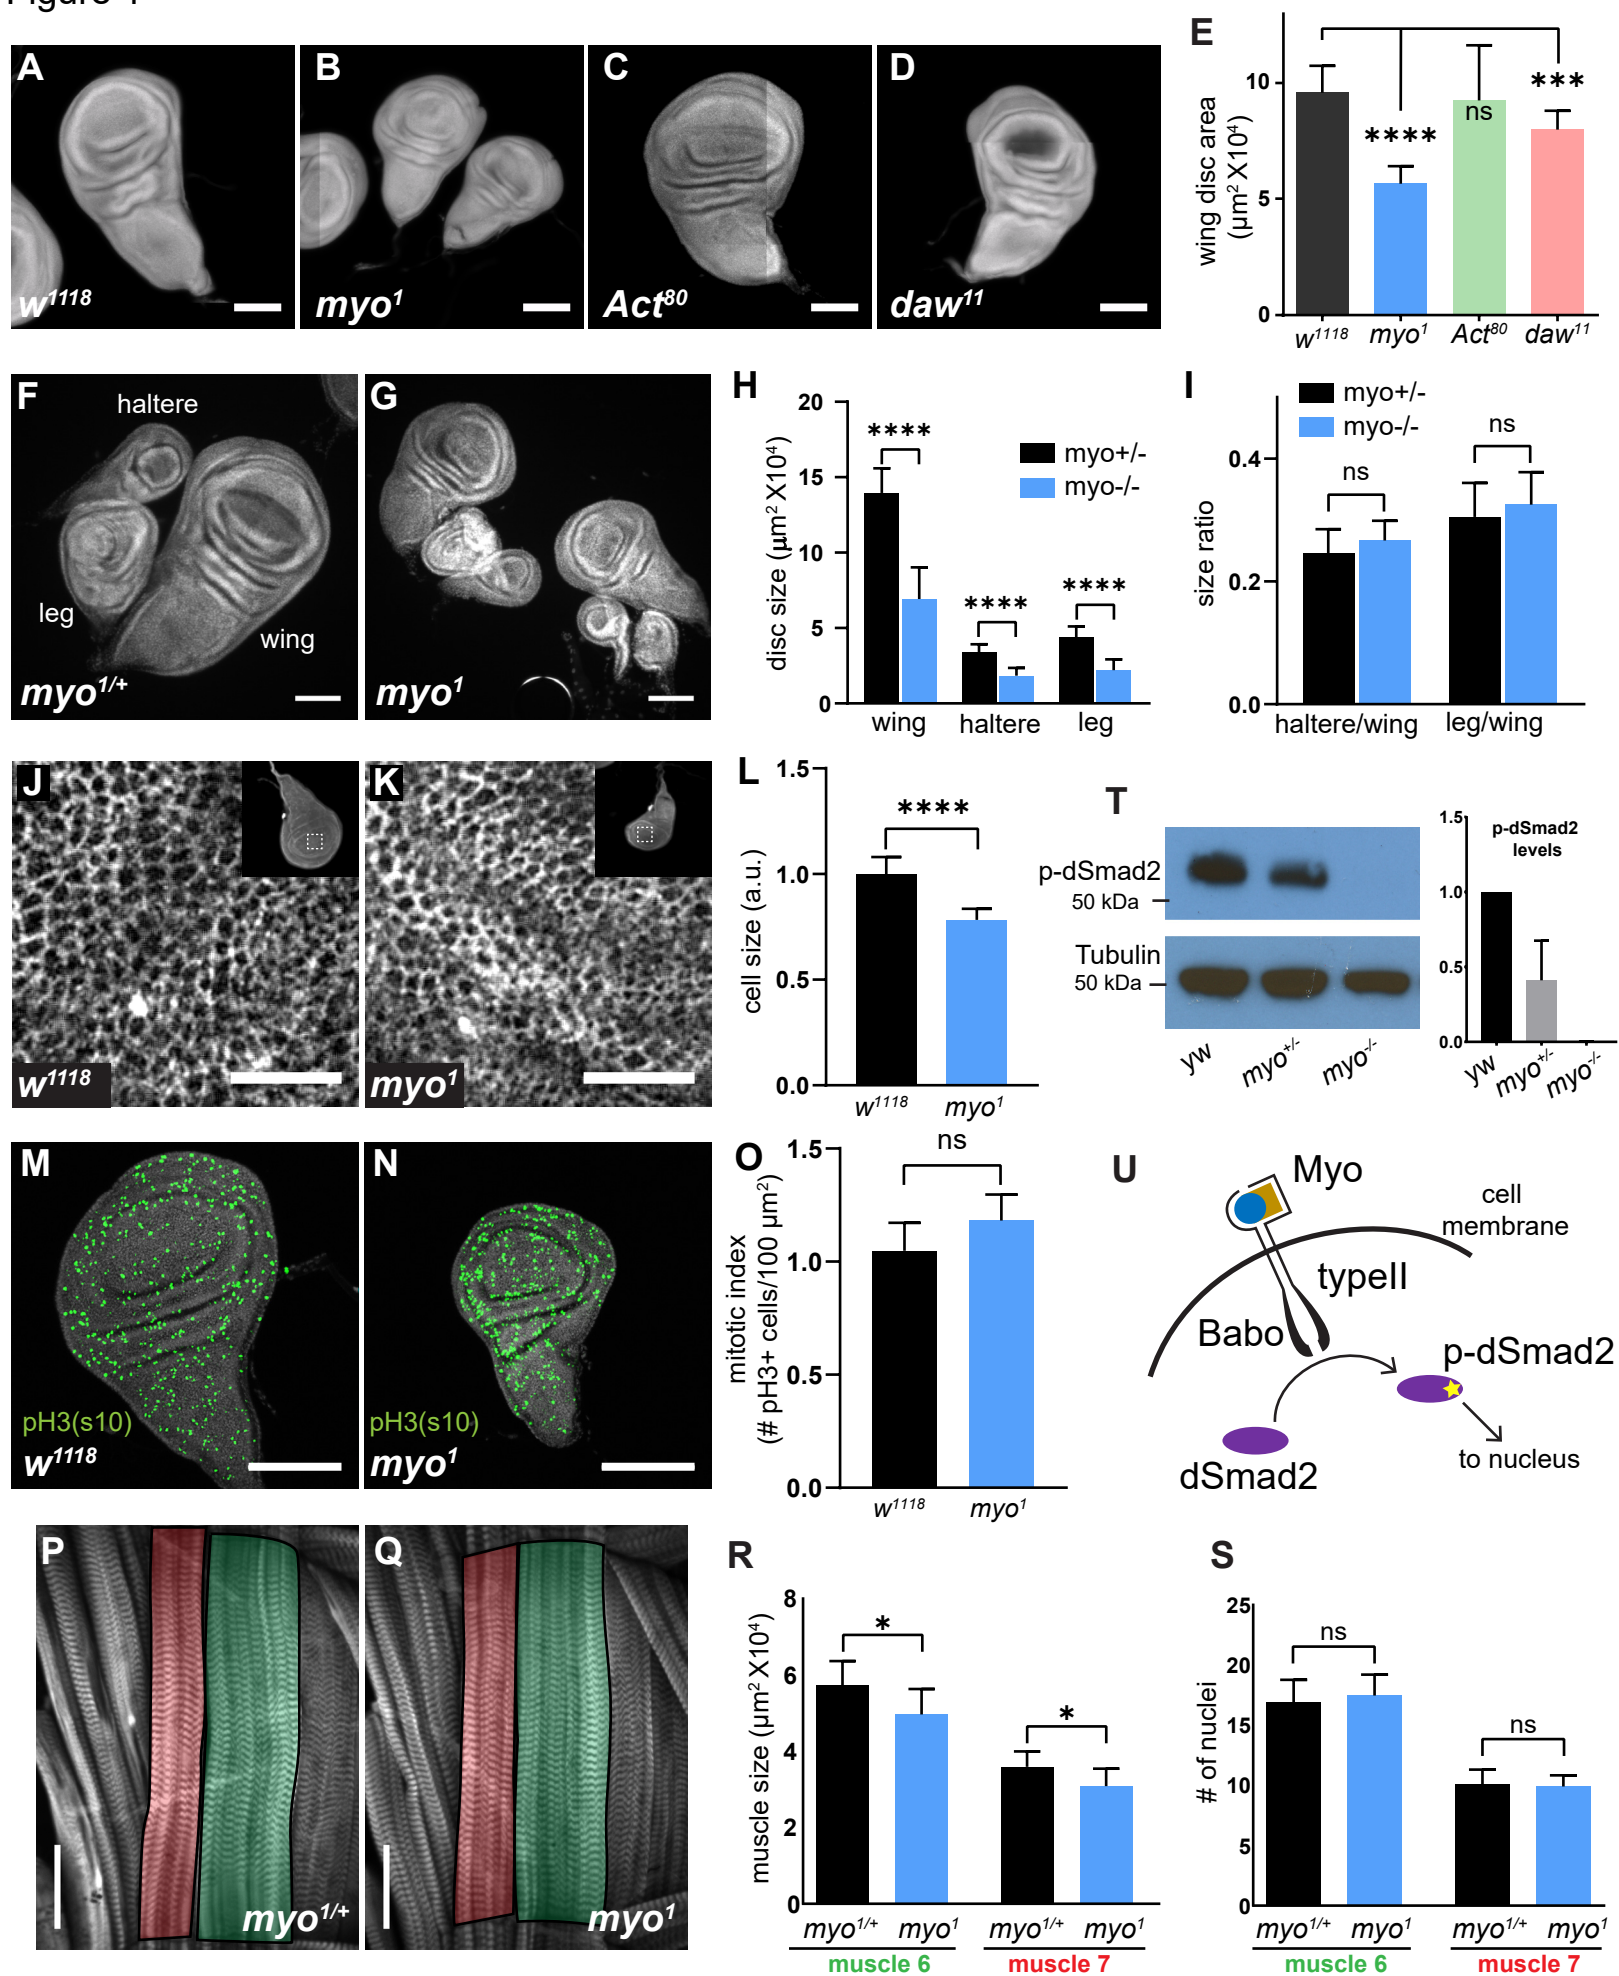 Figure 1
A
B
C
D
w1118
myo1
Act80
daw11
E
wing disc area
(µm2 X104)
10
5
0
****
ns
***
w1118
myo1
Act80
daw11
F
haltere
leg
wing
myo1/+
G
myo1
H
disc size (µm2 X104)
20
15
10
5
0
****
****
****
myo+/-
myo-/-
wing
haltere
leg
I
myo+/-
myo-/-
size ratio
0.4
0.2
0.0
ns
ns
haltere/wing
leg/wing
J
w1118
K
myo1
L
cell size (a.u.)
1.5
1.0
0.5
0.0
****
w1118
myo1
T
p-dSmad2
50 kDa
Tubulin
50 kDa
yw
myo+/-
myo-/-
p-dSmad2
levels
1.5
1.0
0.5
0.0
yw
myo+/-
myo-/-
M
pH3(s10)
w1118
N
pH3(s10)
myo1
O
mitotic index
(# pH3+ cells/100 µm2)
1.5
1.0
0.5
0.0
ns
w1118
myo1
U
Myo
cell
membrane
typeII
Babo
p-dSmad2
dSmad2
to nucleus
P
myo1/+
Q
myo1
R
muscle size (µm2 X104)
8
6
4
2
0
*
*
myo1/+
myo1
myo1/+
myo1
muscle 6
muscle 7
S
# of nuclei
25
20
15
10
5
0
ns
ns
myo1/+
myo1
myo1/+
myo1
muscle 6
muscle 7